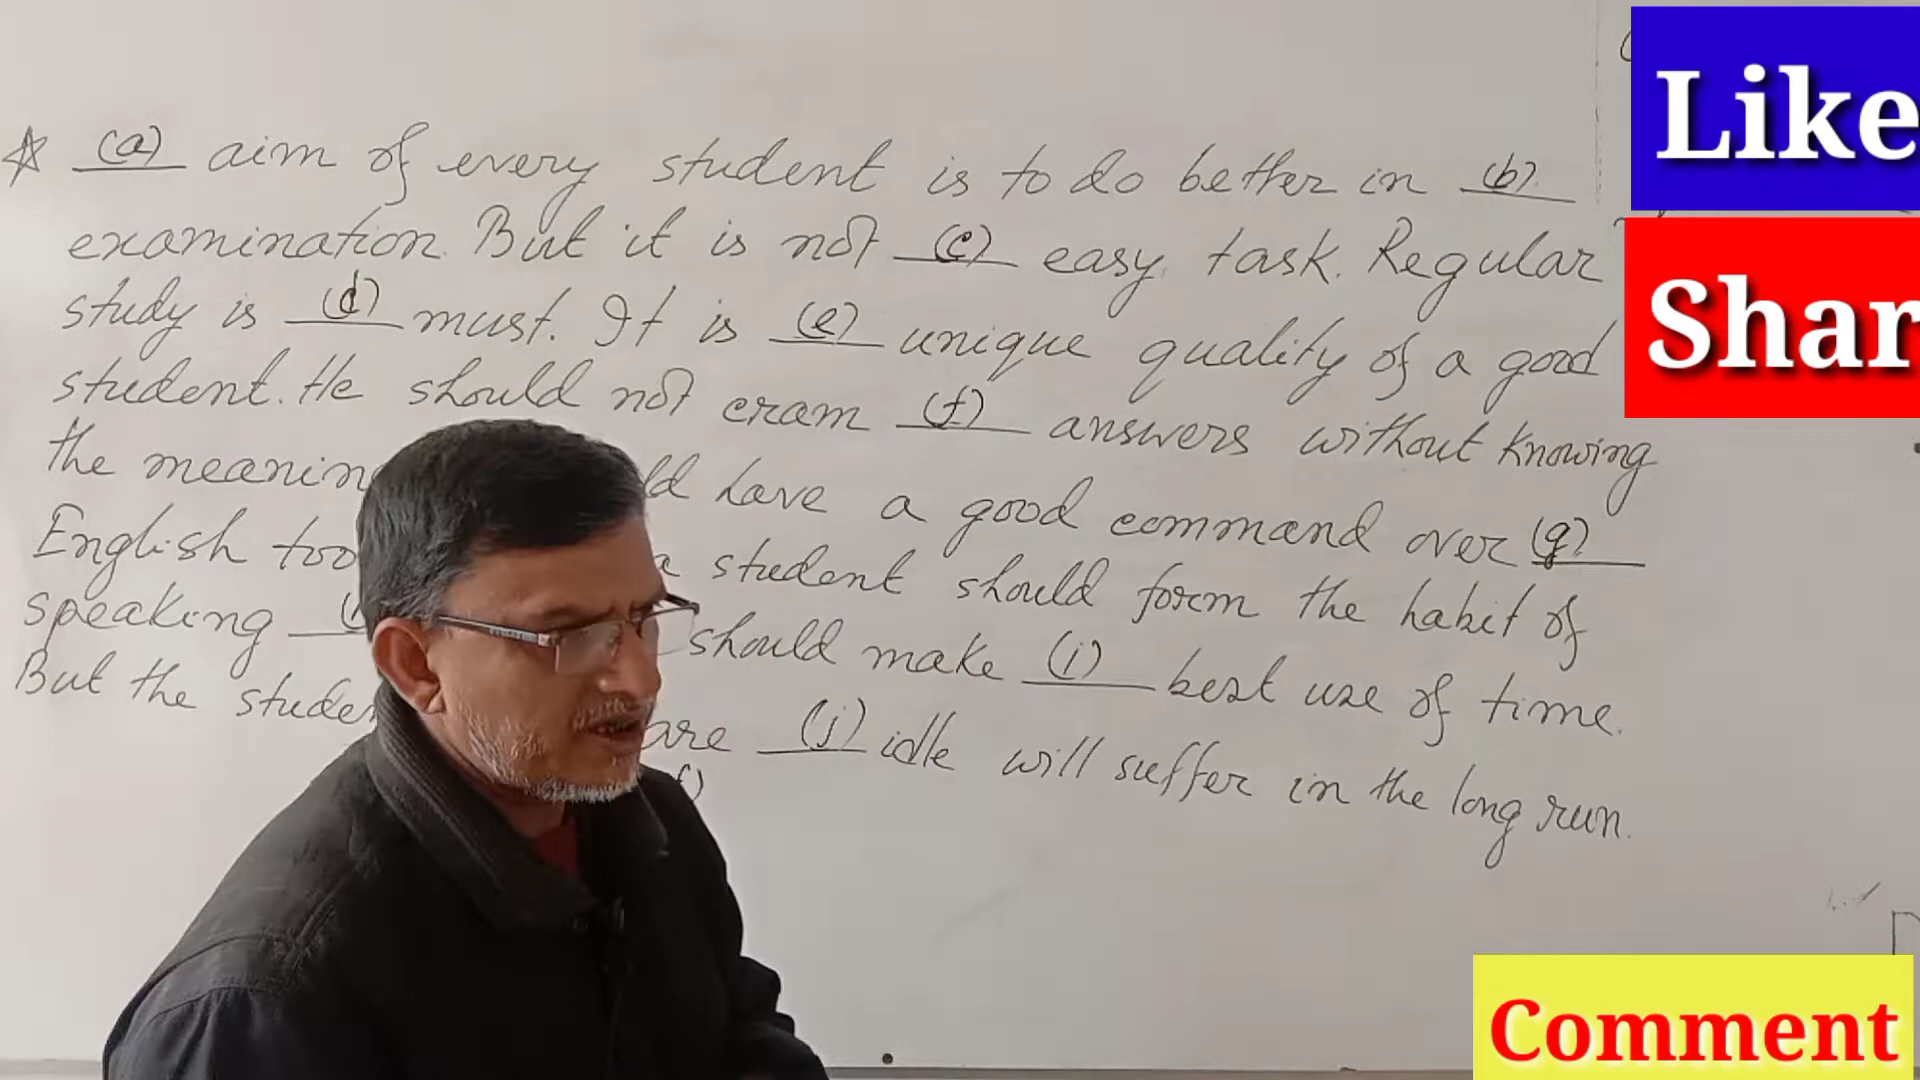 ☆ (a) aim of every student is to do better in (b)
examination. But it is not (c) easy task. Regular
study is (d) must. It is (e) unique quality of a good
student. He should not cram (f) answers without knowing
the have a good command over (g)
English too a student should form the habit of
speaking should make (i) best use of time.
But the are (j) idle will suffer in the long run.
Like
Shar
Comment